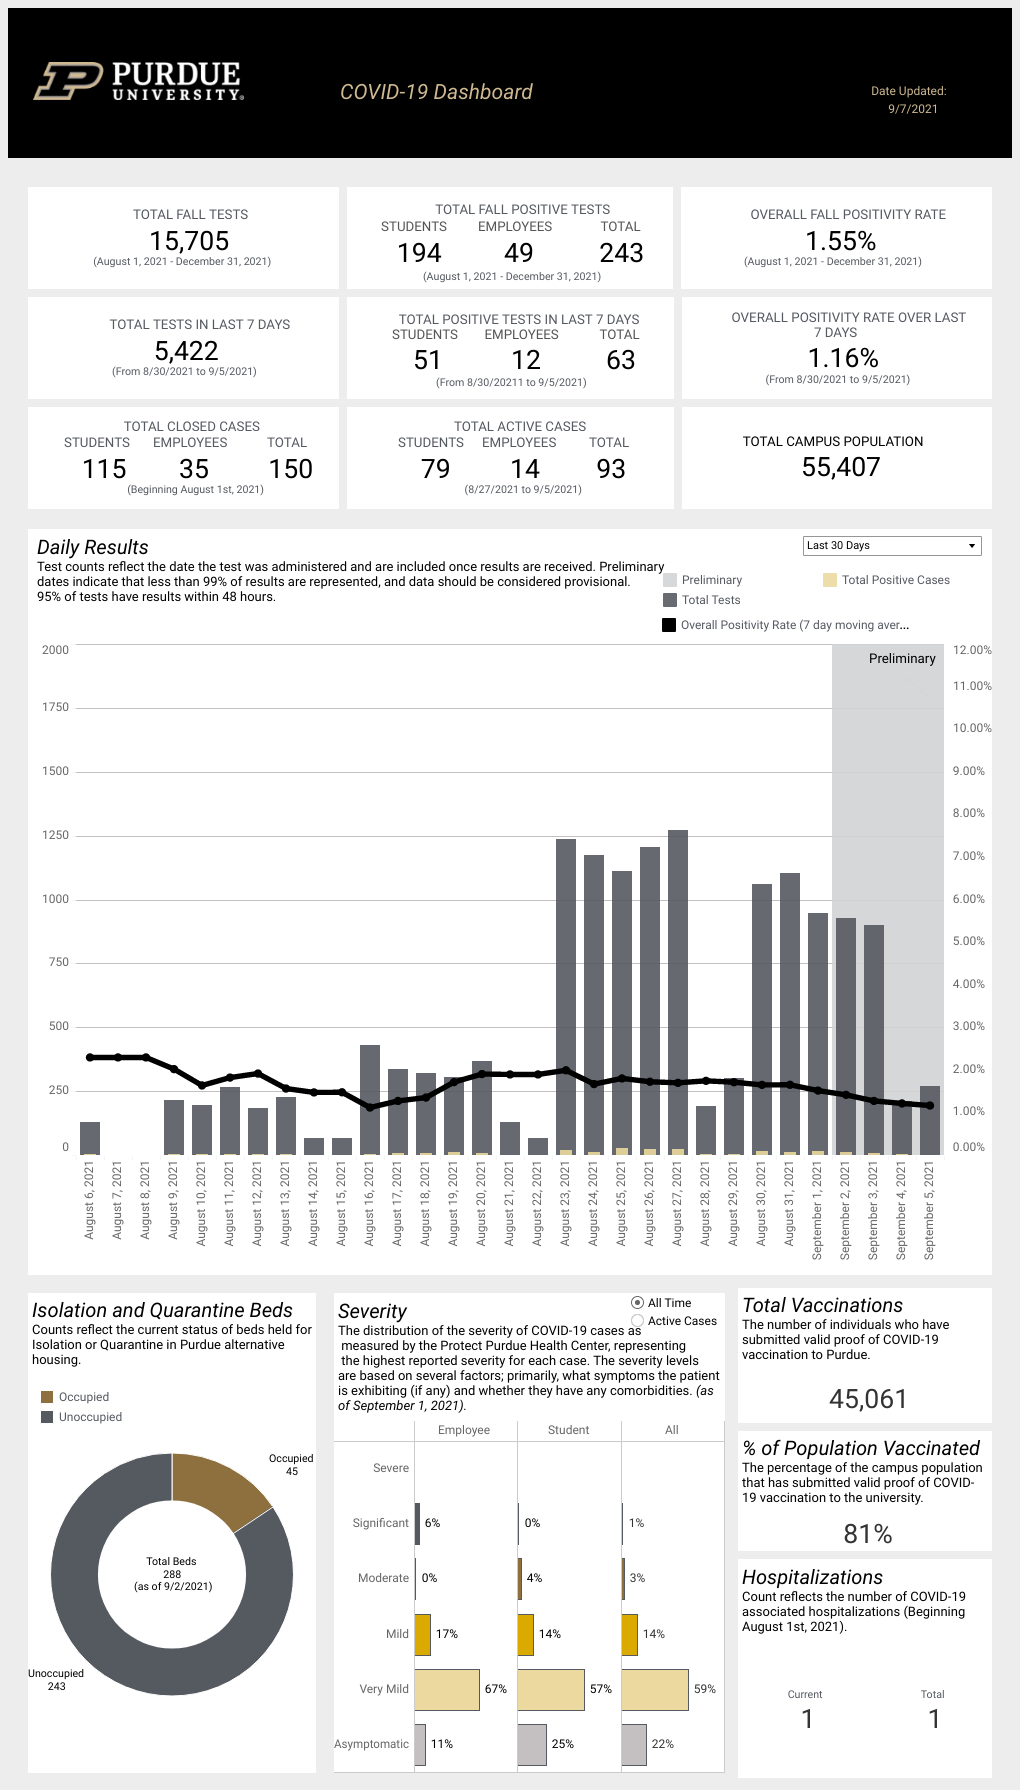 PURDUE
UNIVERSITY®
COVID-19 Dashboard
Date Updated:
9/7/2021
TOTAL FALL TESTS
15,705
(August 1, 2021 - December 31, 2021)
TOTAL FALL POSITIVE TESTS
STUDENTS EMPLOYEES TOTAL
194 49 243
(August 1, 2021 - December 31, 2021)
OVERALL FALL POSITIVITY RATE
1.55%
(August 1, 2021 - December 31, 2021)
TOTAL TESTS IN LAST 7 DAYS
5,422
(From 8/30/2021 to 9/5/2021)
TOTAL POSITIVE TESTS IN LAST 7 DAYS
STUDENTS EMPLOYEES TOTAL
51 12 63
(From 8/30/20211 to 9/5/2021)
OVERALL POSITIVITY RATE OVER LAST
7 DAYS
1.16%
(From 8/30/2021 to 9/5/2021)
TOTAL CLOSED CASES
STUDENTS EMPLOYEES TOTAL
115 35 150
(Beginning August 1st, 2021)
TOTAL ACTIVE CASES
STUDENTS EMPLOYEES TOTAL
79 14 93
(8/27/2021 to 9/5/2021)
TOTAL CAMPUS POPULATION
55,407
Daily Results
Test counts reflect the date the test was administered and are included once results are received. Preliminary
dates indicate that less than 99% of results are represented, and data should be considered provisional.
95% of tests have results within 48 hours.
Last 30 Days
Preliminary
Total Positive Cases
Total Tests
Overall Positivity Rate (7 day moving aver...
Preliminary
2000
1750
1500
1250
1000
750
500
250
0
12.00%
11.00%
10.00%
9.00%
8.00%
7.00%
6.00%
5.00%
4.00%
3.00%
2.00%
1.00%
0.00%
August 6, 2021
August 7, 2021
August 8, 2021
August 9, 2021
August 10, 2021
August 11, 2021
August 12, 2021
August 13, 2021
August 14, 2021
August 15, 2021
August 16, 2021
August 17, 2021
August 18, 2021
August 19, 2021
August 20, 2021
August 21, 2021
August 22, 2021
August 23, 2021
August 24, 2021
August 25, 2021
August 26, 2021
August 27, 2021
August 28, 2021
August 29, 2021
August 30, 2021
August 31, 2021
September 1, 2021
September 2, 2021
September 3, 2021
September 4, 2021
September 5, 2021
Isolation and Quarantine Beds
Counts reflect the current status of beds held for
Isolation or Quarantine in Purdue alternative
housing.
Occupied
Unoccupied
Occupied
45
Total Beds
288
(as of 9/2/2021)
Unoccupied
243
Severity
All Time
Active Cases
The distribution of the severity of COVID-19 cases as
measured by the Protect Purdue Health Center, representing
the highest reported severity for each case. The severity levels
are based on several factors; primarily, what symptoms the patient
is exhibiting (if any) and whether they have any comorbidities. (as
of September 1, 2021).
Employee Student All
Severe
Significant 6% 0% 1%
Moderate 0% 4% 3%
Mild 17% 14% 14%
Very Mild 67% 57% 59%
Asymptomatic 11% 25% 22%
Total Vaccinations
The number of individuals who have
submitted valid proof of COVID-19
vaccination to Purdue.
45,061
% of Population Vaccinated
The percentage of the campus population
that has submitted valid proof of COVID-
19 vaccination to the university.
81%
Hospitalizations
Count reflects the number of COVID-19
associated hospitalizations (Beginning
August 1st, 2021).
Current Total
1 1